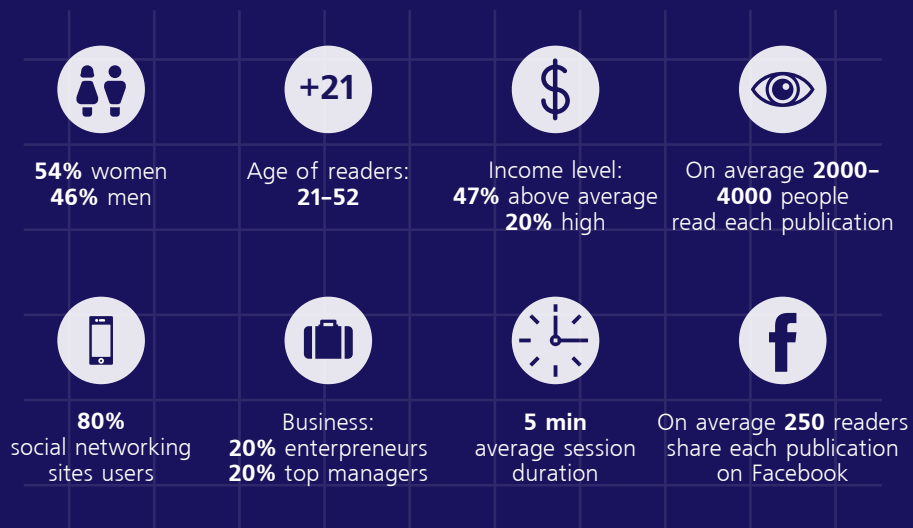 +21
54% women
46% men
Age of readers:
21–52
Income level:
47% above average
20% high
On average 2000–
4000 people
read each publication
80%
social networking
sites users
Business:
20% enterpreneurs
20% top managers
5 min
average session
duration
f
On average 250 readers
share each publication
on Facebook